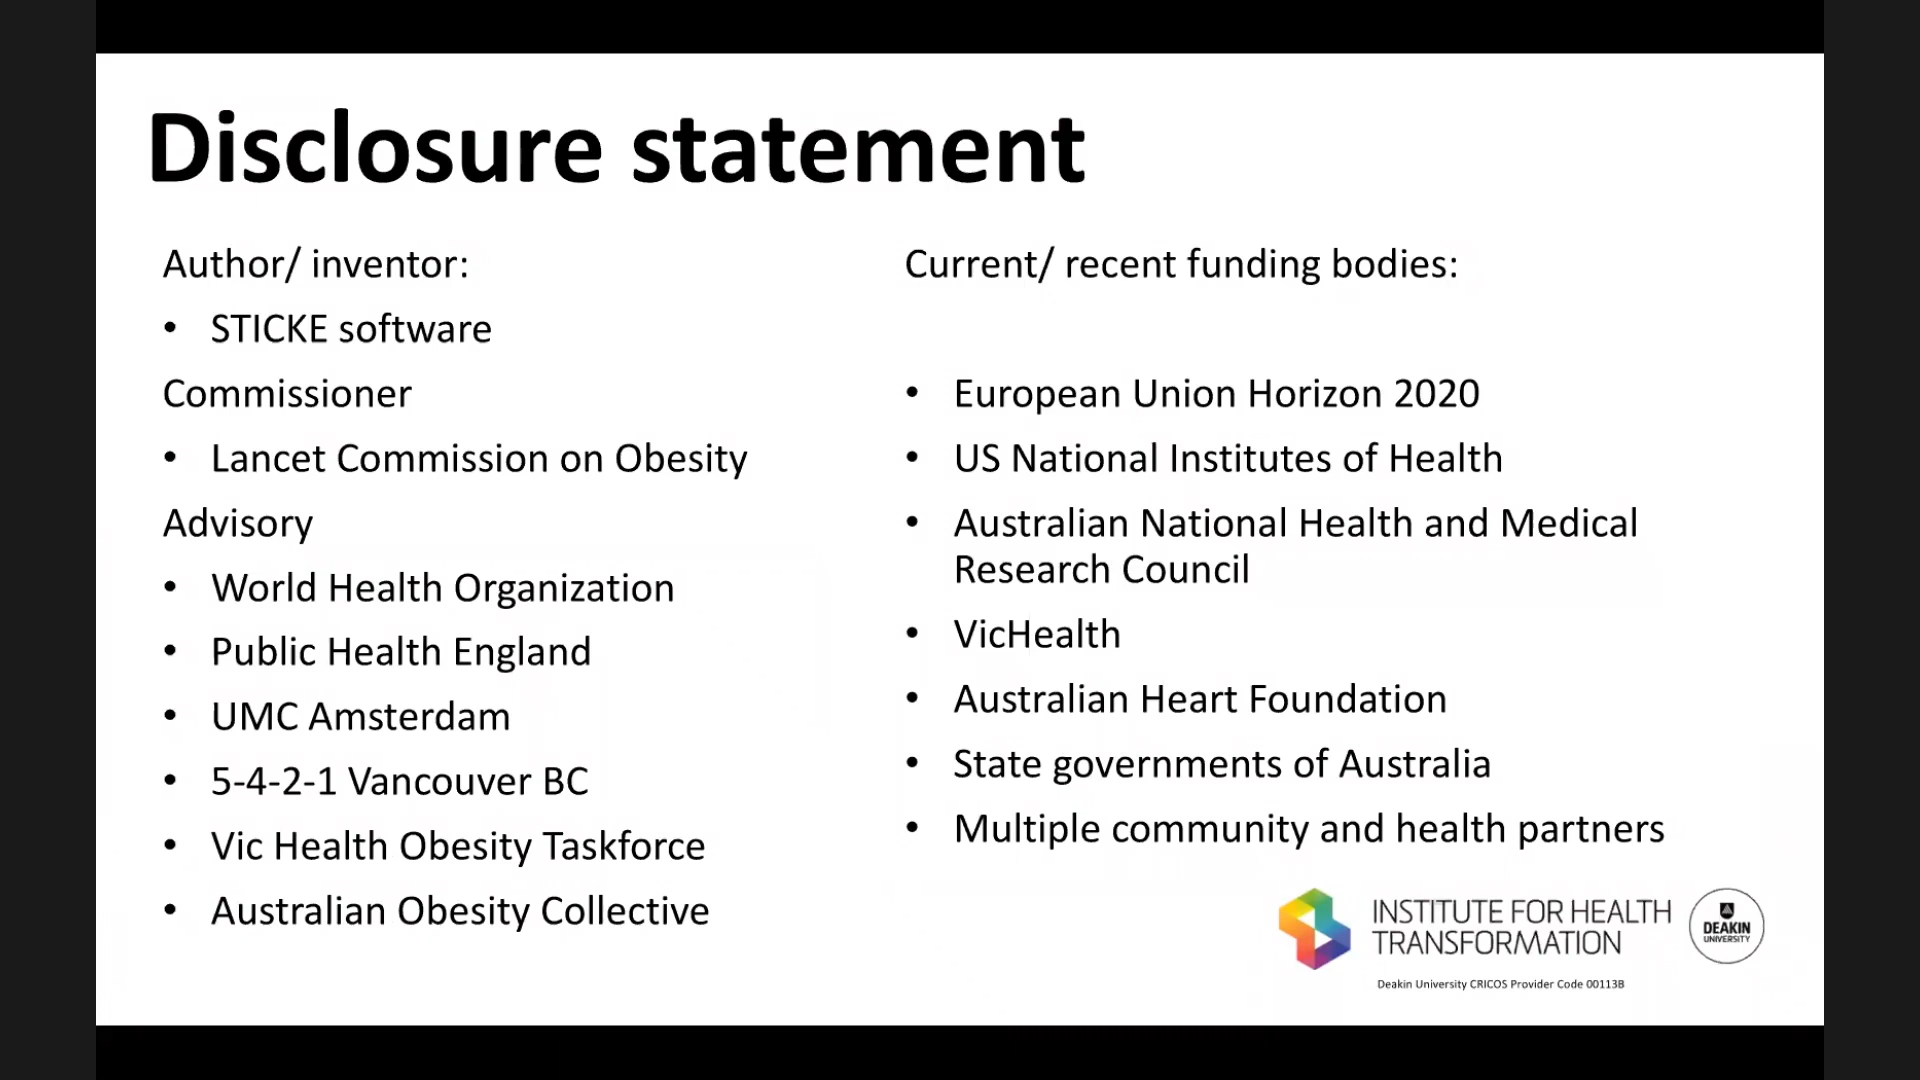 Disclosure statement
Author/ inventor:
• STICKE software
Commissioner
• Lancet Commission on Obesity
Advisory
• World Health Organization
• Public Health England
• UMC Amsterdam
• 5-4-2-1 Vancouver BC
• Vic Health Obesity Taskforce
• Australian Obesity Collective
Current/ recent funding bodies:
• European Union Horizon 2020
• US National Institutes of Health
• Australian National Health and Medical
Research Council
• VicHealth
• Australian Heart Foundation
• State governments of Australia
• Multiple community and health partners
INSTITUTE FOR HEALTH
TRANSFORMATION
DEAKIN
UNIVERSITY
Deakin University CRICOS Provider Code 00113B